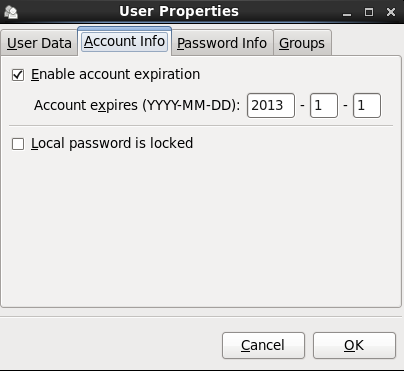 User Properties
User Data Account Info Password Info Groups
Enable account expiration
Account expires (YYYY-MM-DD): 2013 - 1 - 1
Local password is locked
Cancel OK